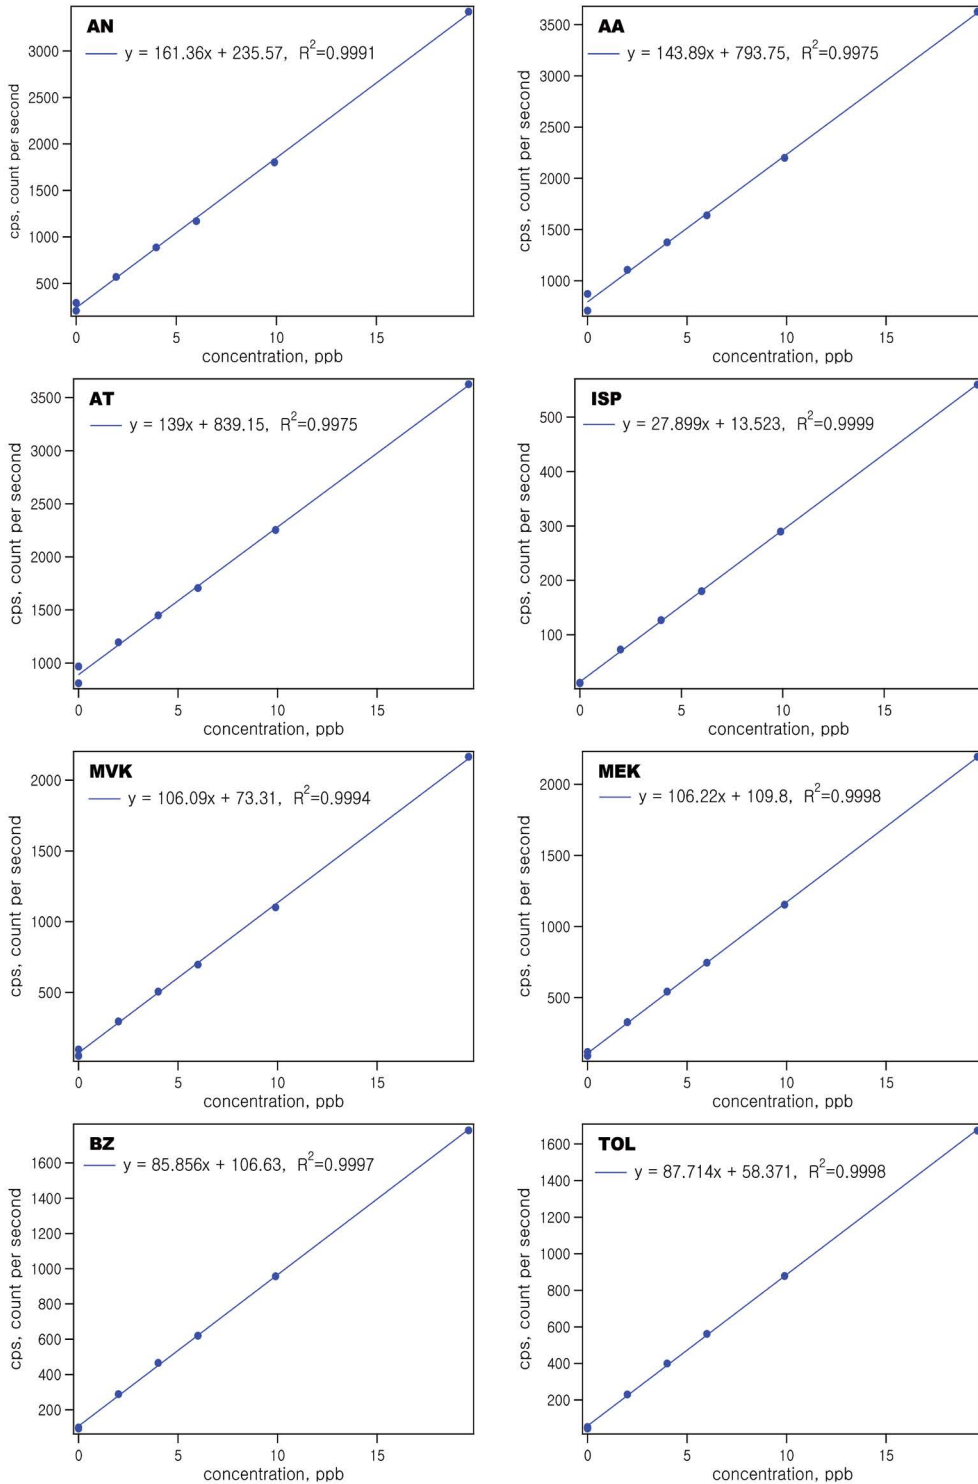 AN
y = 161.36x + 235.57, R²=0.9991
cps, count per second
3000
2500
2000
1500
1000
500
0 5 10 15
concentration, ppb
AA
y = 143.89x + 793.75, R²=0.9975
cps, count per second
3500
3000
2500
2000
1500
1000
0 5 10 15
concentration, ppb
AT
y = 139x + 839.15, R²=0.9975
cps, count per second
3500
3000
2500
2000
1500
1000
0 5 10 15
concentration, ppb
ISP
y = 27.899x + 13.523, R²=0.9999
cps, count per second
500
400
300
200
100
0 5 10 15
concentration, ppb
MVK
y = 106.09x + 73.31, R²=0.9994
cps, count per second
2000
1500
1000
500
0 5 10 15
concentration, ppb
MEK
y = 106.22x + 109.8, R²=0.9998
cps, count per second
2000
1500
1000
500
0 5 10 15
concentration, ppb
BZ
y = 85.856x + 106.63, R²=0.9997
cps, count per second
1600
1400
1200
1000
800
600
400
200
0 5 10 15
concentration, ppb
TOL
y = 87.714x + 58.371, R²=0.9998
cps, count per second
1600
1400
1200
1000
800
600
400
200
0 5 10 15
concentration, ppb